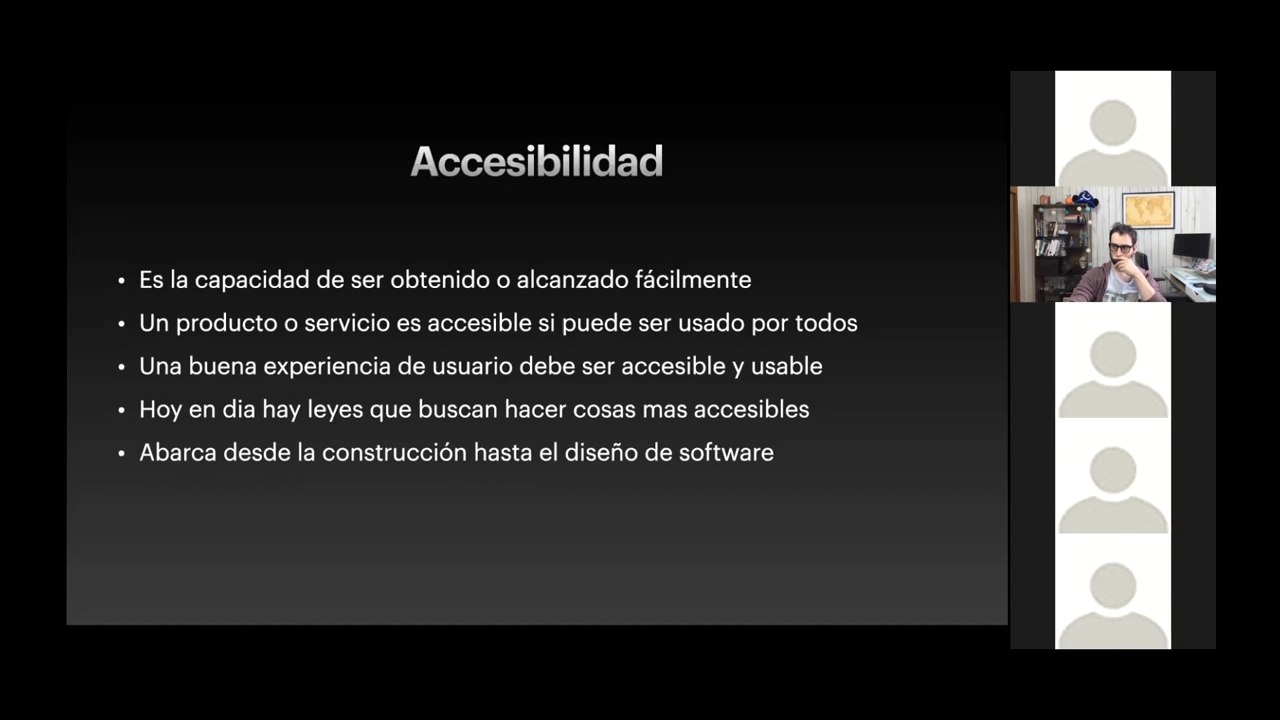 Accesibilidad
• Es la capacidad de ser obtenido o alcanzado fácilmente
• Un producto o servicio es accesible si puede ser usado por todos
• Una buena experiencia de usuario debe ser accesible y usable
• Hoy en dia hay leyes que buscan hacer cosas mas accesibles
• Abarca desde la construcción hasta el diseño de software